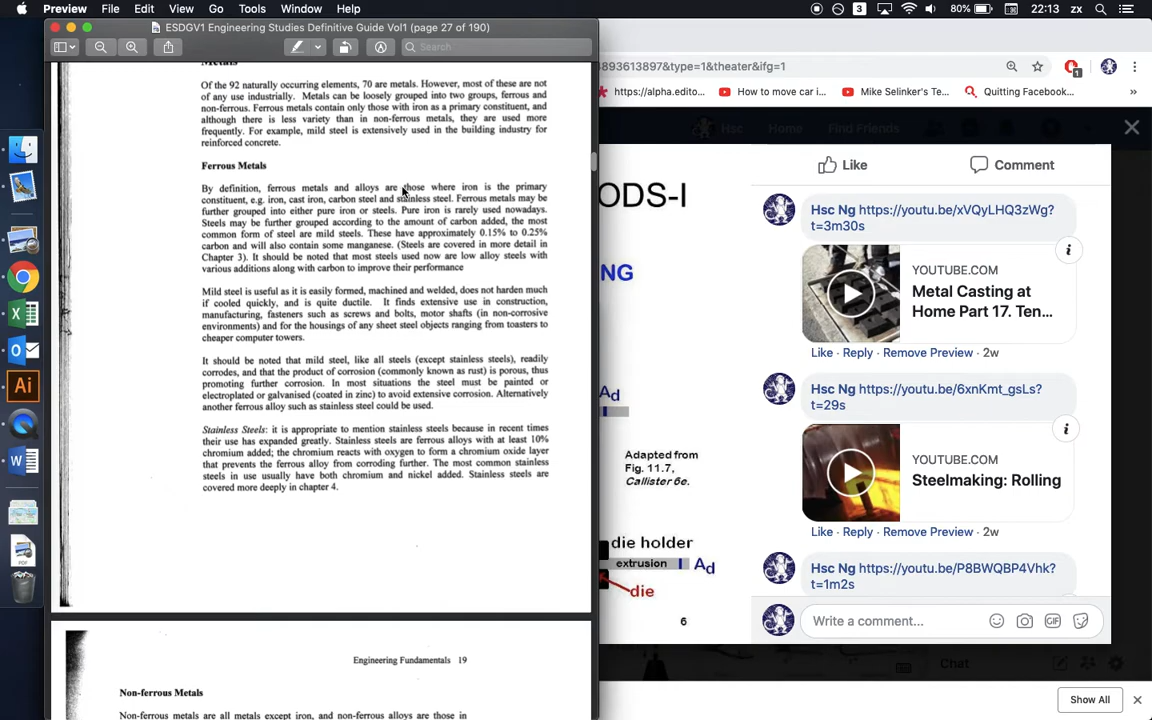 Preview File Edit View Go Tools Window Help
3 80% 22:13 zx
ESDGV1 Engineering Studies Definitive Guide Vol1 (page 27 of 190)
Search
Metals
Of the 92 naturally occurring elements, 70 are metals. However, most of these are not
of any use industrially. Metals can be loosely grouped into two groups, ferrous and
non-ferrous. Ferrous metals contain only those with iron as a primary constituent, and
although there is less variety than in non-ferrous metals, they are used more
frequently. For example, mild steel is extensively used in the building industry for
reinforced concrete.
Ferrous Metals
By definition, ferrous metals and alloys are those where iron is the primary
constituent, e.g. iron, cast iron, carbon steel and stainless steel. Ferrous metals may be
further grouped into either pure iron or steels. Pure iron is rarely used nowadays.
Steels may be further grouped according to the amount of carbon added, the most
common form of steel are mild steels. These have approximately 0.15% to 0.25%
carbon and will also contain some manganese. (Steels are covered in more detail in
Chapter 3). It should be noted that most steels used now are low alloy steels with
various additions along with carbon to improve their performance
Mild steel is useful as it is easily formed, machined and welded, does not harden much
if cooled quickly, and is quite ductile. It finds extensive use in construction,
manufacturing, fasteners such as screws and bolts, motor shafts (in non-corrosive
environments) and for the housings of any sheet steel objects ranging from toasters to
cheaper computer towers.
It should be noted that mild steel, like all steels (except stainless steels), readily
corrodes, and that the product of corrosion (commonly known as rust) is porous, thus
promoting further corrosion. In most situations the steel must be painted or
electroplated or galvanised (coated in zinc) to avoid extensive corrosion. Alternatively
another ferrous alloy such as stainless steel could be used.
Stainless Steels: it is appropriate to mention stainless steels because in recent times
their use has expanded greatly. Stainless steels are ferrous alloys with at least 10%
chromium added; the chromium reacts with oxygen to form a chromium oxide layer
that prevents the ferrous alloy from corroding further. The most common stainless
steels in use usually have both chromium and nickel added. Stainless steels are
covered more deeply in chapter 4.
Engineering Fundamentals 19
Non-ferrous Metals
Non-ferrous metals are all metals except iron, and non-ferrous alloys are those in
4893613897&type=1&theater&ifg=1
1
https://alpha.edito... How to move car i... Mike Selinker's Te... Quitting Facebook... »
Hsc Home Find Friends
ODS-I
NG
Ad
Adapted from
Fig. 11.7,
Callister 6e.
die holder
extrusion Ad
die
6
Like Comment
Hsc Ng https://youtu.be/xVQyLHQ3zWg?
t=3m30s
YOUTUBE.COM
Metal Casting at
Home Part 17. Ten...
Like · Reply · Remove Preview · 2w
Hsc Ng https://youtu.be/6xnKmt_gsLs?
t=29s
YOUTUBE.COM
Steelmaking: Rolling
Like · Reply · Remove Preview · 2w
Hsc Ng https://youtu.be/P8BWQBP4Vhk?
t=1m2s
Write a comment...
GIF
Chat
Show All
Ai
PDF